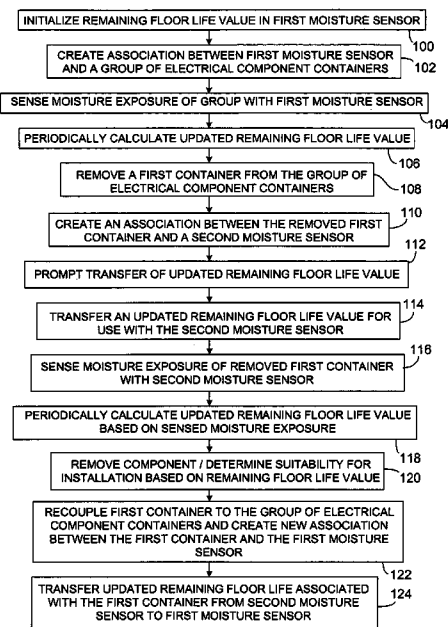 INITIALIZE REMAINING FLOOR LIFE VALUE IN FIRST MOISTURE SENSOR
100
CREATE ASSOCIATION BETWEEN FIRST MOISTURE SENSOR
AND A GROUP OF ELECTRICAL COMPONENT CONTAINERS
102
SENSE MOISTURE EXPOSURE OF GROUP WITH FIRST MOISTURE SENSOR
104
PERIODICALLY CALCULATE UPDATED REMAINING FLOOR LIFE VALUE
106
REMOVE A FIRST CONTAINER FROM THE GROUP OF
ELECTRICAL COMPONENT CONTAINERS
108
CREATE AN ASSOCIATION BETWEEN THE REMOVED FIRST
CONTAINER AND A SECOND MOISTURE SENSOR
110
PROMPT TRANSFER OF UPDATED REMAINING FLOOR LIFE VALUE
112
TRANSFER AN UPDATED REMAINING FLOOR LIFE VALUE FOR
USE WITH THE SECOND MOISTURE SENSOR
114
SENSE MOISTURE EXPOSURE OF REMOVED FIRST CONTAINER
WITH SECOND MOISTURE SENSOR
116
PERIODICALLY CALCULATE UPDATED REMAINING FLOOR LIFE VALUE
BASED ON SENSED MOISTURE EXPOSURE
118
REMOVE COMPONENT / DETERMINE SUITABILITY FOR
INSTALLATION BASED ON REMAINING FLOOR LIFE VALUE
120
RECOUPLE FIRST CONTAINER TO THE GROUP OF ELECTRICAL
COMPONENT CONTAINERS AND CREATE NEW ASSOCIATION
BETWEEN THE FIRST CONTAINER AND THE FIRST MOISTURE
SENSOR
122
TRANSFER UPDATED REMAINING FLOOR LIFE ASSOCIATED
WITH THE FIRST CONTAINER FROM SECOND MOISTURE
SENSOR TO FIRST MOISTURE SENSOR
124